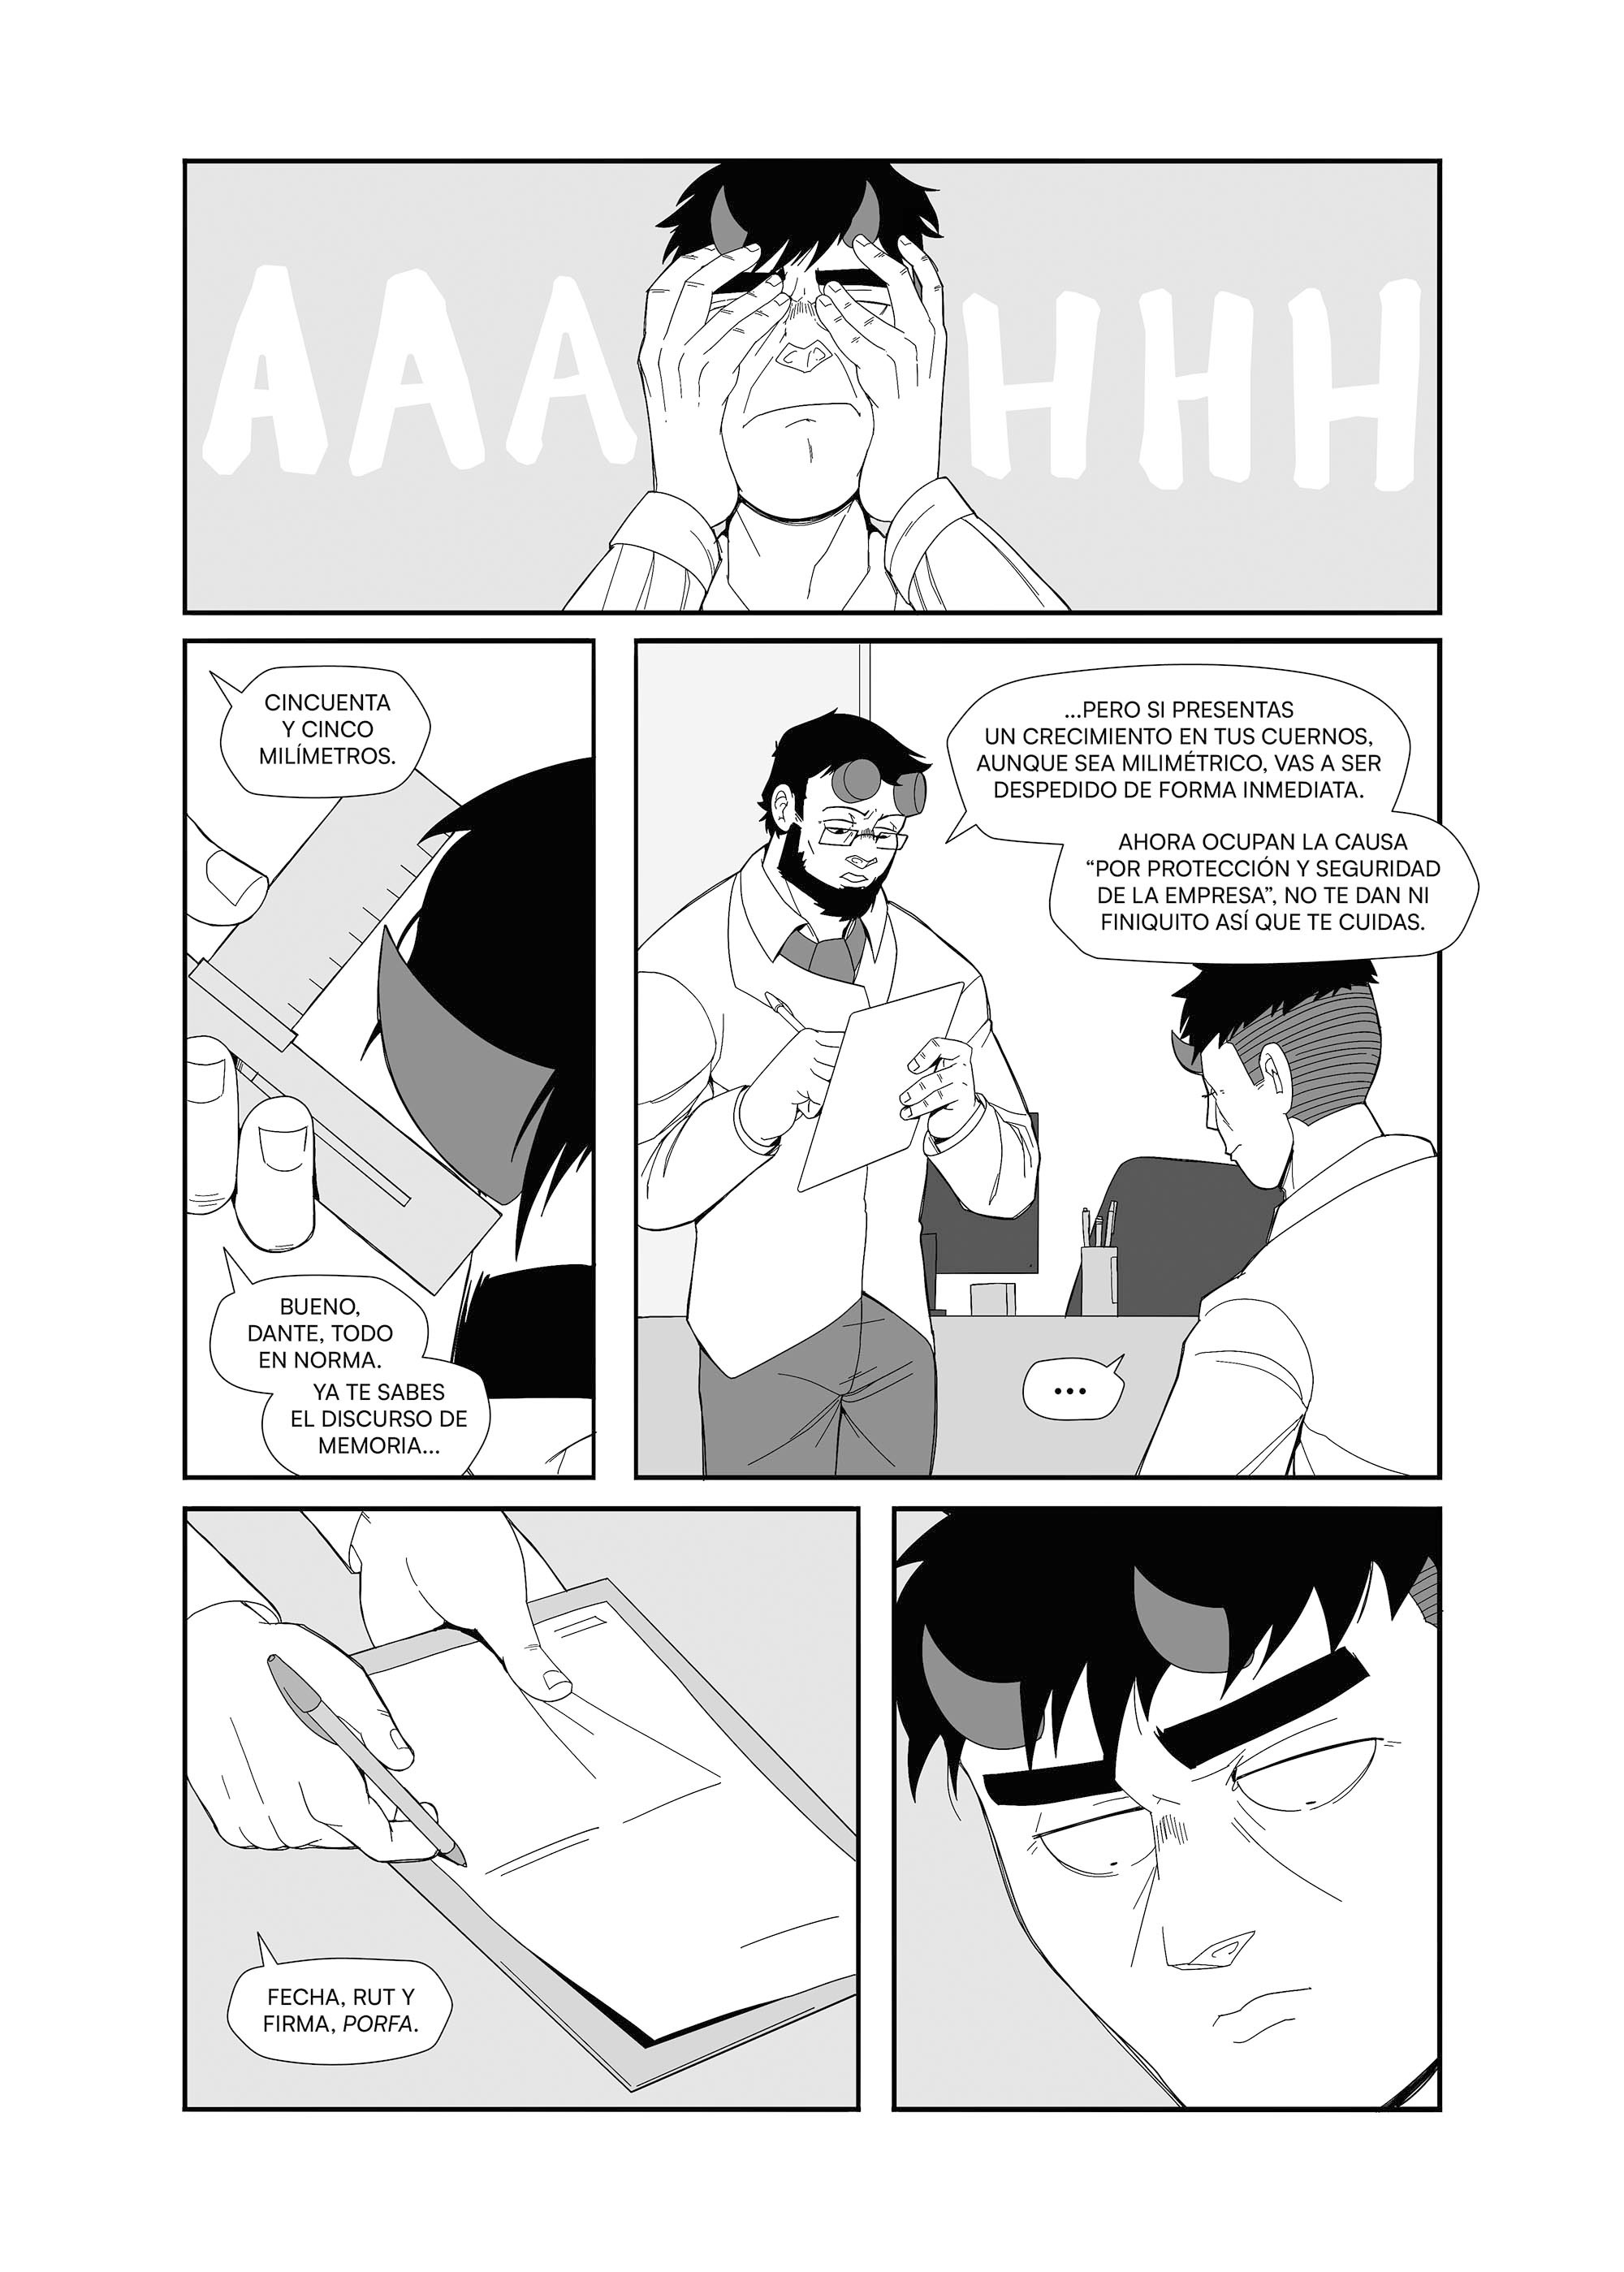 AAA HHH
CINCUENTA
Y CINCO
MILÍMETROS.
BUENO,
DANTE, TODO
EN NORMA.
YA TE SABES
EL DISCURSO DE
MEMORIA...
...PERO SI PRESENTAS
UN CRECIMIENTO EN TUS CUERNOS,
AUNQUE SEA MILIMÉTRICO, VAS A SER
DESPEDIDO DE FORMA INMEDIATA.
AHORA OCUPAN LA CAUSA
“POR PROTECCIÓN Y SEGURIDAD
DE LA EMPRESA”, NO TE DAN NI
FINIQUITO ASÍ QUE TE CUIDAS.
...
FECHA, RUT Y
FIRMA, PORFA.